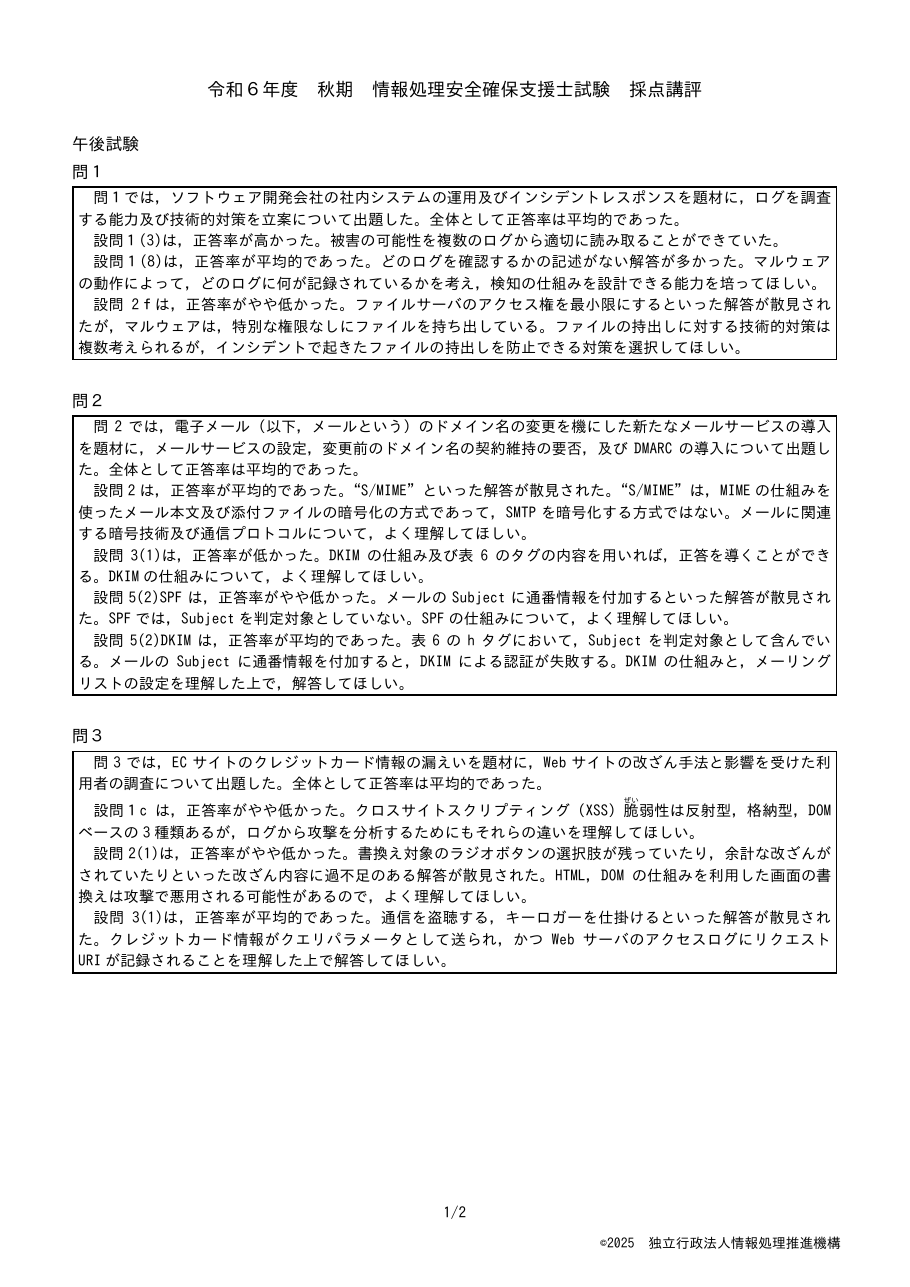 令和６年度　秋期　情報処理安全確保支援士試験　採点講評
午後試験
問１
問１では，ソフトウェア開発会社の社内システムの運用及びインシデントレスポンスを題材に，ログを調査
する能力及び技術的対策を立案について出題した。全体として正答率は平均的であった。
設問１(3)は，正答率が高かった。被害の可能性を複数のログから適切に読み取ることができていた。
設問１(8)は，正答率が平均的であった。どのログを確認するかの記述がない解答が多かった。マルウェア
の動作によって，どのログに何が記録されているかを考え，検知の仕組みを設計できる能力を培ってほしい。
設問 2ｆは，正答率がやや低かった。ファイルサーバのアクセス権を最小限にするといった解答が散見され
たが，マルウェアは，特別な権限なしにファイルを持ち出している。ファイルの持出しに対する技術的対策は
複数考えられるが，インシデントで起きたファイルの持出しを防止できる対策を選択してほしい。
問２
問 2 では，電子メール（以下，メールという）のドメイン名の変更を機にした新たなメールサービスの導入
を題材に，メールサービスの設定，変更前のドメイン名の契約維持の要否，及び DMARC の導入について出題し
た。全体として正答率は平均的であった。
設問２は，正答率が平均的であった。“S/MIME”といった解答が散見された。“S/MIME”は，MIME の仕組みを
使ったメール本文及び添付ファイルの暗号化の方式であって，SMTP を暗号化する方式ではない。メールに関連
する暗号技術及び通信プロトコルについて，よく理解してほしい。
設問 3(1)は，正答率が低かった。DKIM の仕組み及び表 6 のタグの内容を用いれば，正答を導くことができ
る。DKIM の仕組みについて，よく理解してほしい。
設問 5(2)SPF は，正答率がやや低かった。メールの Subject に通番情報を付加するといった解答が散見され
た。SPF では，Subject を判定対象としていない。SPF の仕組みについて，よく理解してほしい。
設問 5(2)DKIM は，正答率が平均的であった。表 6 の h タグにおいて，Subject を判定対象として含んでい
る。メールの Subject に通番情報を付加すると，DKIM による認証が失敗する。DKIM の仕組みと，メーリング
リストの設定を理解した上で，解答してほしい。
問３
問 3 では，EC サイトのクレジットカード情報の漏えいを題材に，Web サイトの改ざん手法と影響を受けた利
用者の調査について出題した。全体として正答率は平均的であった。
設問１c は，正答率がやや低かった。クロスサイトスクリプティング（XSS）脆（ぜい）弱性は反射型，格納型，DOM
ベースの３種類あるが，ログから攻撃を分析するためにもそれらの違いを理解してほしい。
設問 2(1)は，正答率がやや低かった。書換え対象のラジオボタンの選択肢が残っていたり，余計な改ざんが
されていたりといった改ざん内容に過不足のある解答が散見された。HTML，DOM の仕組みを利用した画面の書
換えは攻撃で悪用される可能性があるので，よく理解してほしい。
設問 3(1)は，正答率が平均的であった。通信を盗聴する，キーロガーを仕掛けるといった解答が散見され
た。クレジットカード情報がクエリパラメータとして送られ，かつ Web サーバのアクセスログにリクエスト
URI が記録されることを理解した上で解答してほしい。
1/2
©2025　独立行政法人情報処理推進機構